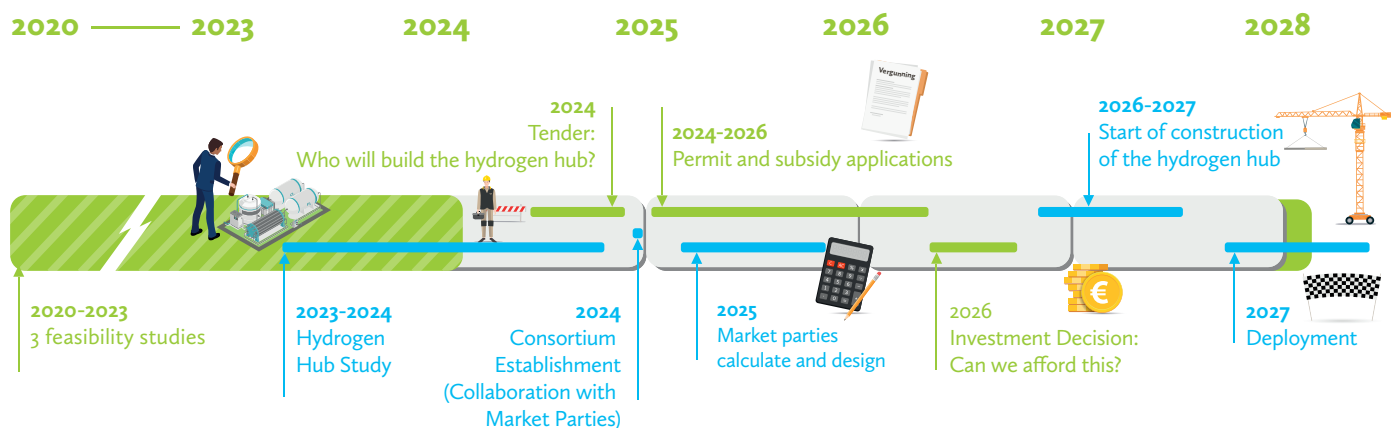 2020
2023
2024
2025
2026
2027
2028
Vergunning
2024
Tender:
Who will build the hydrogen hub?
2024-2026
Permit and subsidy applications
2026-2027
Start of construction
of the hydrogen hub
2020-2023
3 feasibility studies
2023-2024
Hydrogen
Hub Study
2024
Consortium
Establishment
(Collaboration with
Market Parties)
2025
Market parties
calculate and design
2026
Investment Decision:
Can we afford this?
€
2027
Deployment